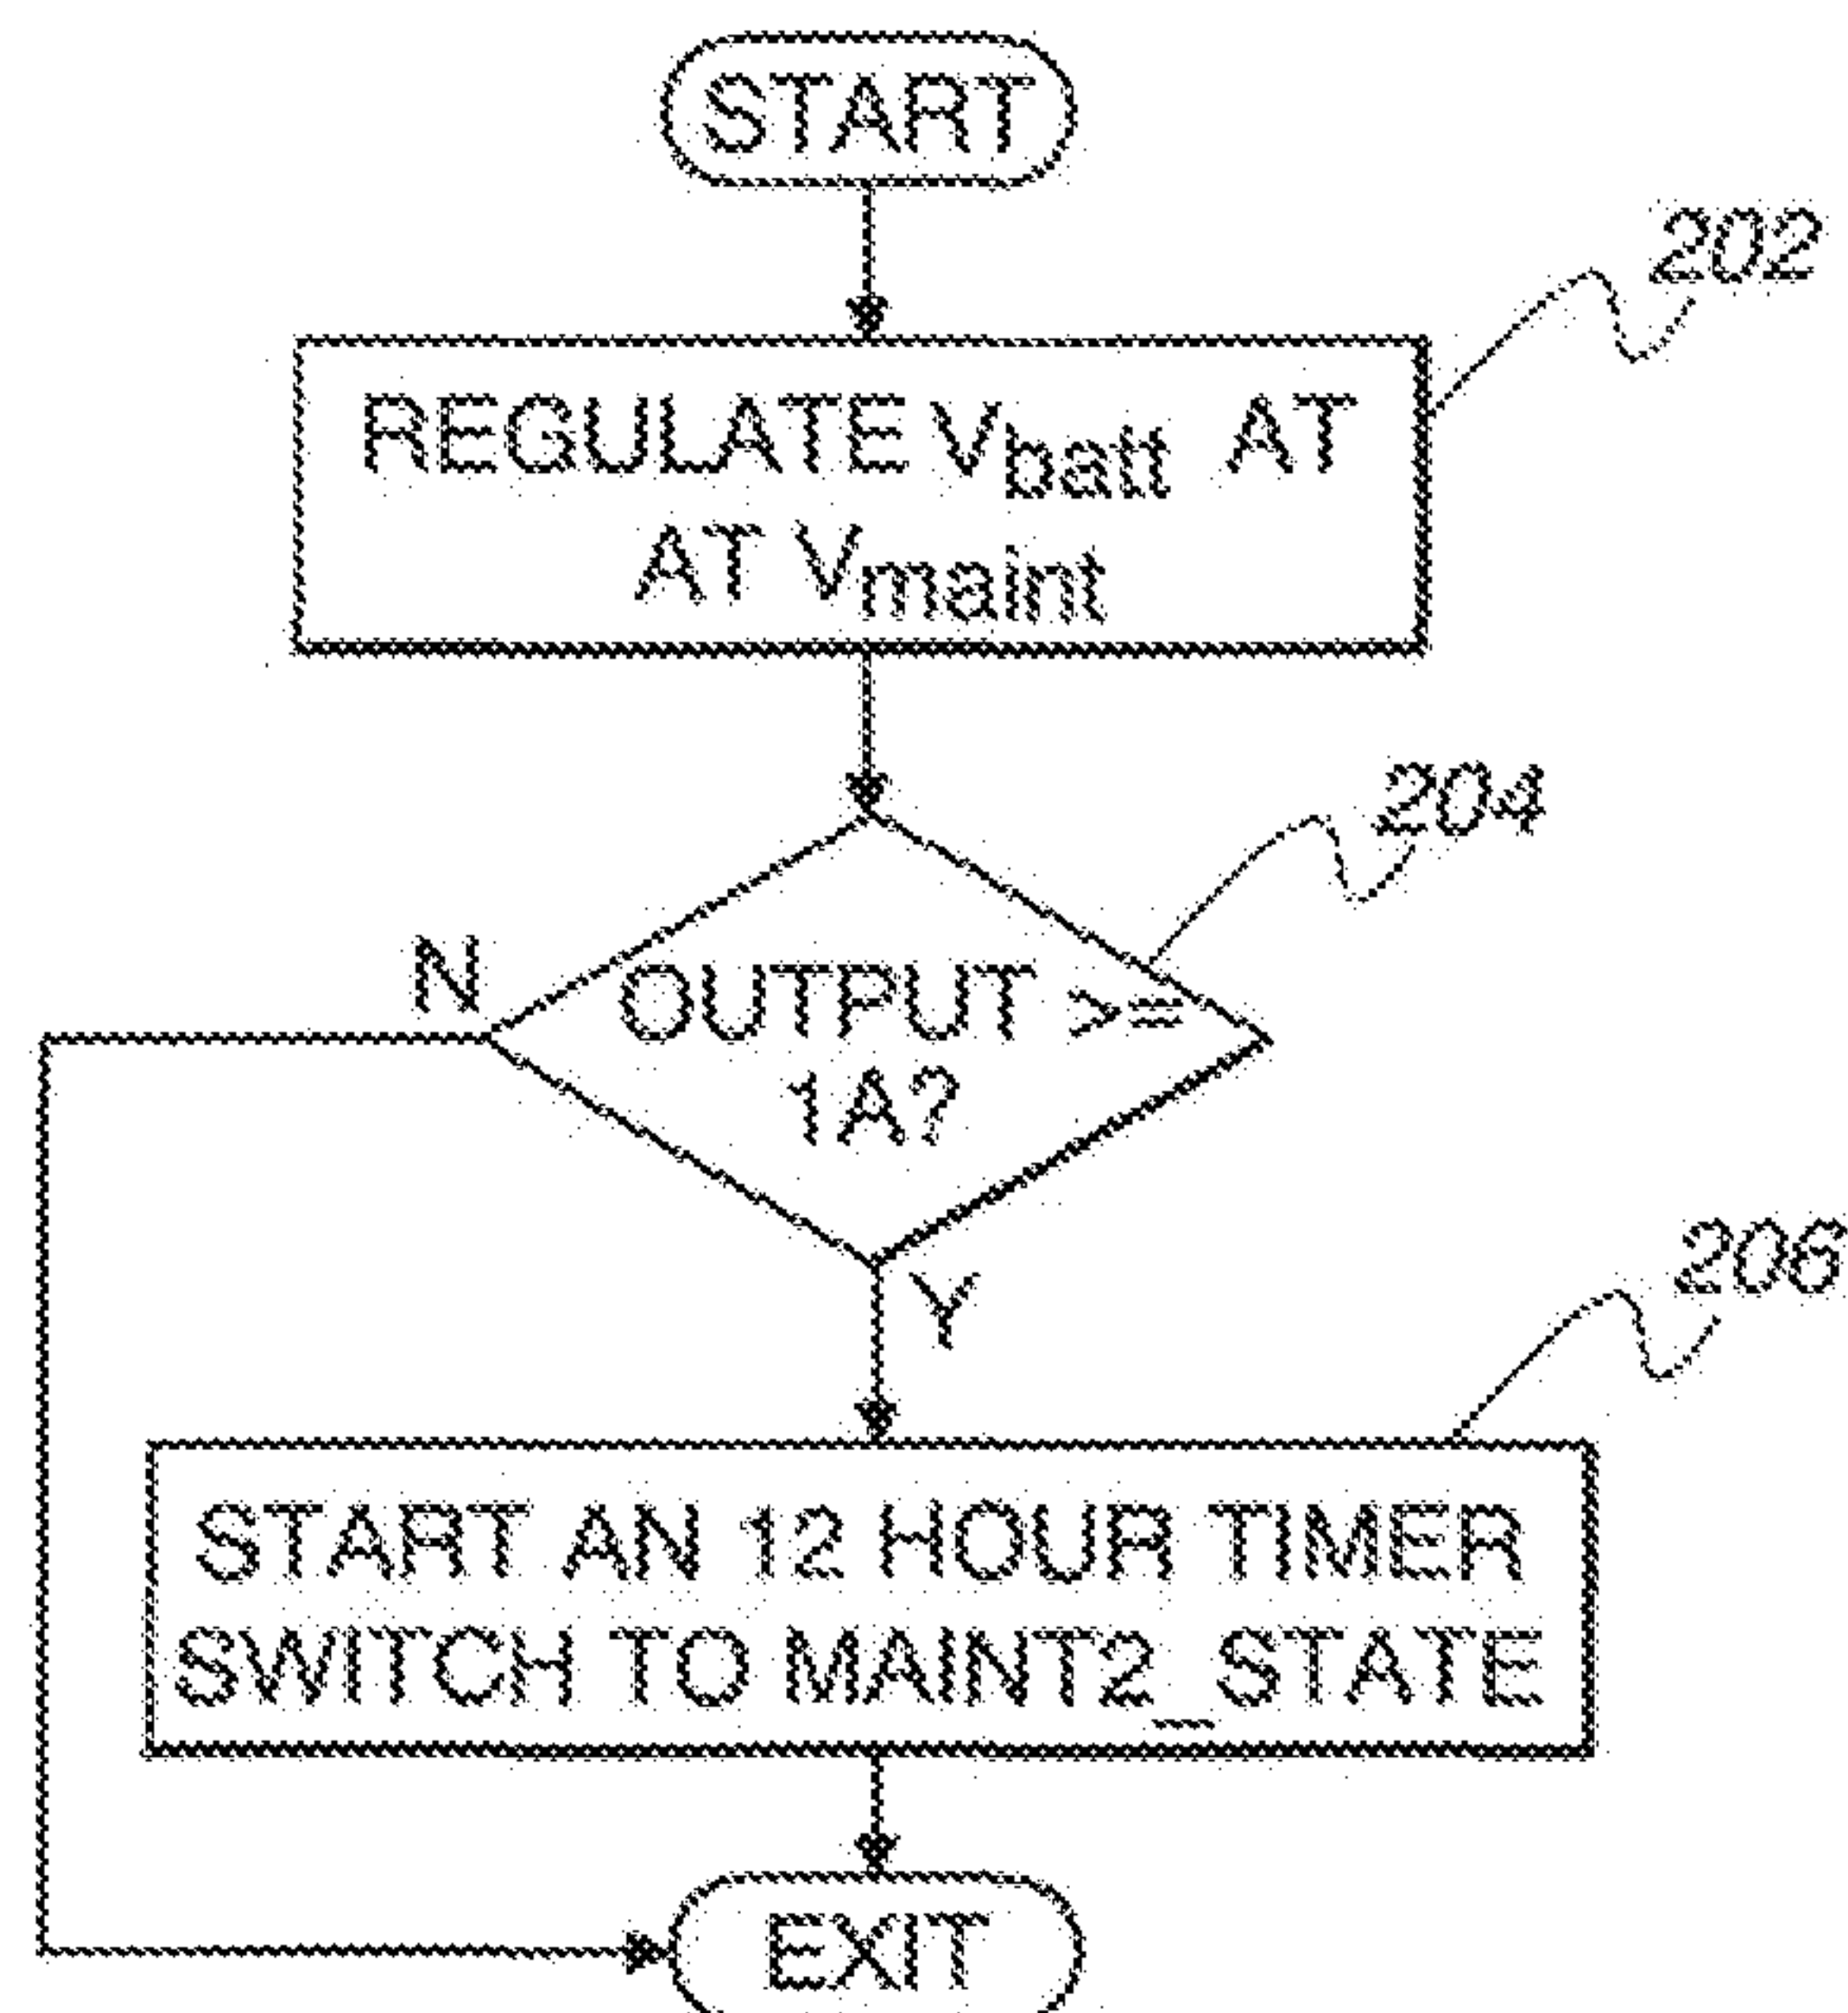 START
202
REGULATE Vbatt AT
AT Vmaint
204
N
OUTPUT >=
1A?
Y
206
START AN 12 HOUR TIMER
SWITCH TO MAINT2_STATE
EXIT